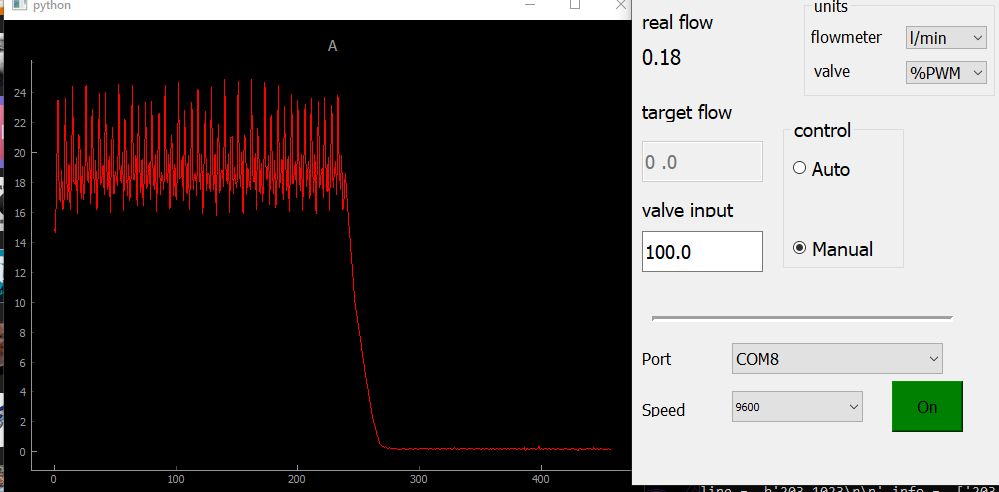 python
A
24
22
20
18
16
14
12
10
8
6
4
2
0
0
100
200
300
400
real flow
0.18
units
flowmeter
l/min
valve
%PWM
target flow
0 .0
control
Auto
valve input
100.0
Manual
Port
COM8
Speed
9600
On
line = b'203 1023\n\n' info = ['203